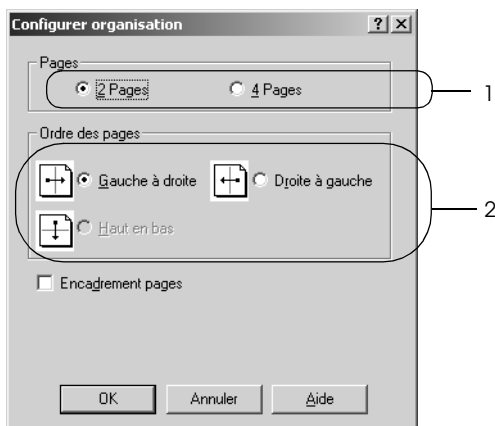 Configurer organisation
Pages
2 Pages 4 Pages
1
Ordre des pages
Gauche à droite Droite à gauche
2
Haut en bas
Encadrement pages
OK Annuler Aide